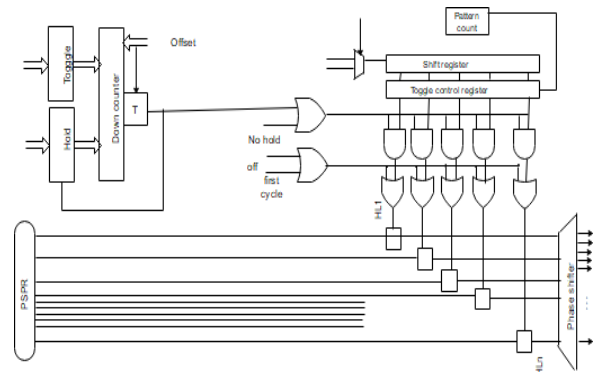 Pattern
count
Toggle
Offset
Shift register
Down counter
Toggle control register
T
Hold
No hold
off
first
cycle
HL1
PSPR
Phase shifter
HLn